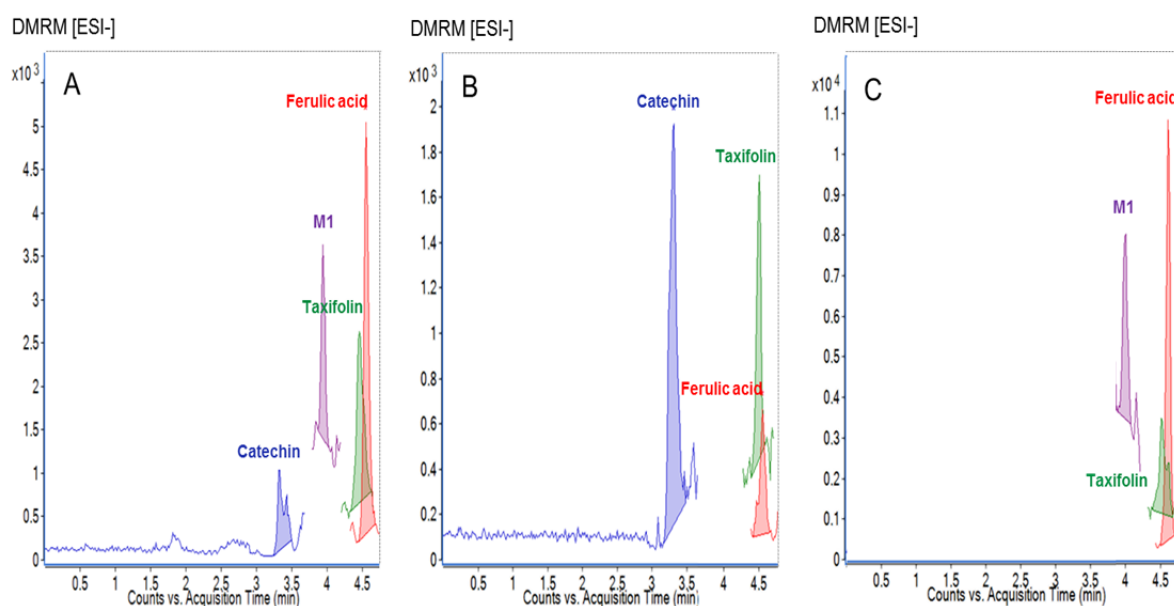 DMRM [ESI-]
x10³
A
Ferulic acid
M1
Taxifolin
Catechin
5
4.5
4
3.5
3
2.5
2
1.5
1
0.5
0
0.5 1 1.5 2 2.5 3 3.5 4 4.5
Counts vs. Acquisition Time (min)
DMRM [ESI-]
x10³
B
Catechin
Taxifolin
Ferulic acid
2
1.8
1.6
1.4
1.2
1
0.8
0.6
0.4
0.2
0
0.5 1 1.5 2 2.5 3 3.5 4 4.5
Counts vs. Acquisition Time (min)
DMRM [ESI-]
x10⁴
C
Ferulic acid
M1
Taxifolin
1.1
1
0.9
0.8
0.7
0.6
0.5
0.4
0.3
0.2
0.1
0
0.5 1 1.5 2 2.5 3 3.5 4 4.5
Counts vs. Acquisition Time (min)